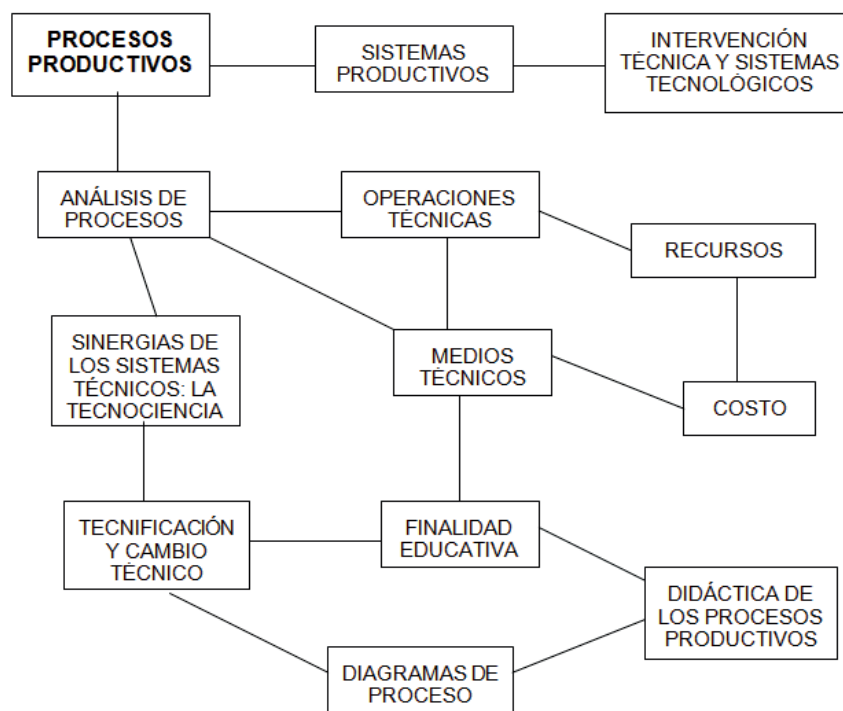 PROCESOS
PRODUCTIVOS
SISTEMAS
PRODUCTIVOS
INTERVENCIÓN
TÉCNICA Y SISTEMAS
TECNOLÓGICOS
ANÁLISIS DE
PROCESOS
OPERACIONES
TÉCNICAS
RECURSOS
SINERGIAS DE
LOS SISTEMAS
TÉCNICOS: LA
TECNOCIENCIA
MEDIOS
TÉCNICOS
COSTO
TECNIFICACIÓN
Y CAMBIO
TÉCNICO
FINALIDAD
EDUCATIVA
DIDÁCTICA DE
LOS PROCESOS
PRODUCTIVOS
DIAGRAMAS DE
PROCESO